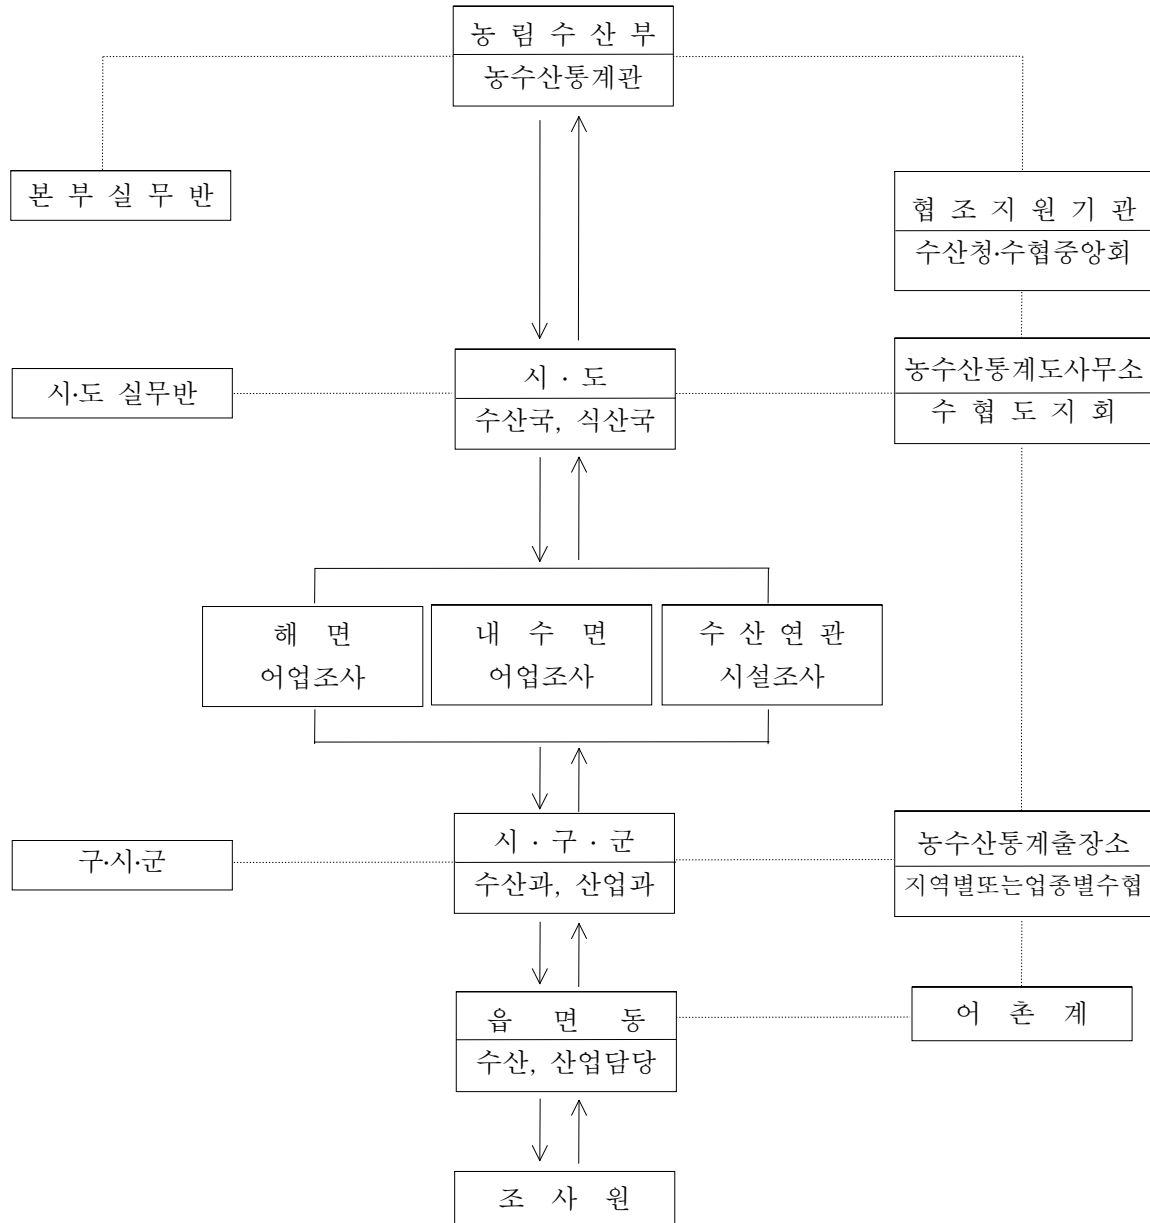 농 림 수 산 부
농수산통계관
본 부 실 무 반
협 조 지 원 기 관
수산청·수협중앙회
시·도 실무반
시 · 도
수산국, 식산국
농수산통계도사무소
수 협 도 지 회
해 면
어업조사
내 수 면
어업조사
수 산 연 관
시설조사
구·시·군
시 · 구 · 군
수산과, 산업과
농수산통계출장소
지역별또는업종별수협
읍 면 동
수산, 산업담당
어 촌 계
조 사 원